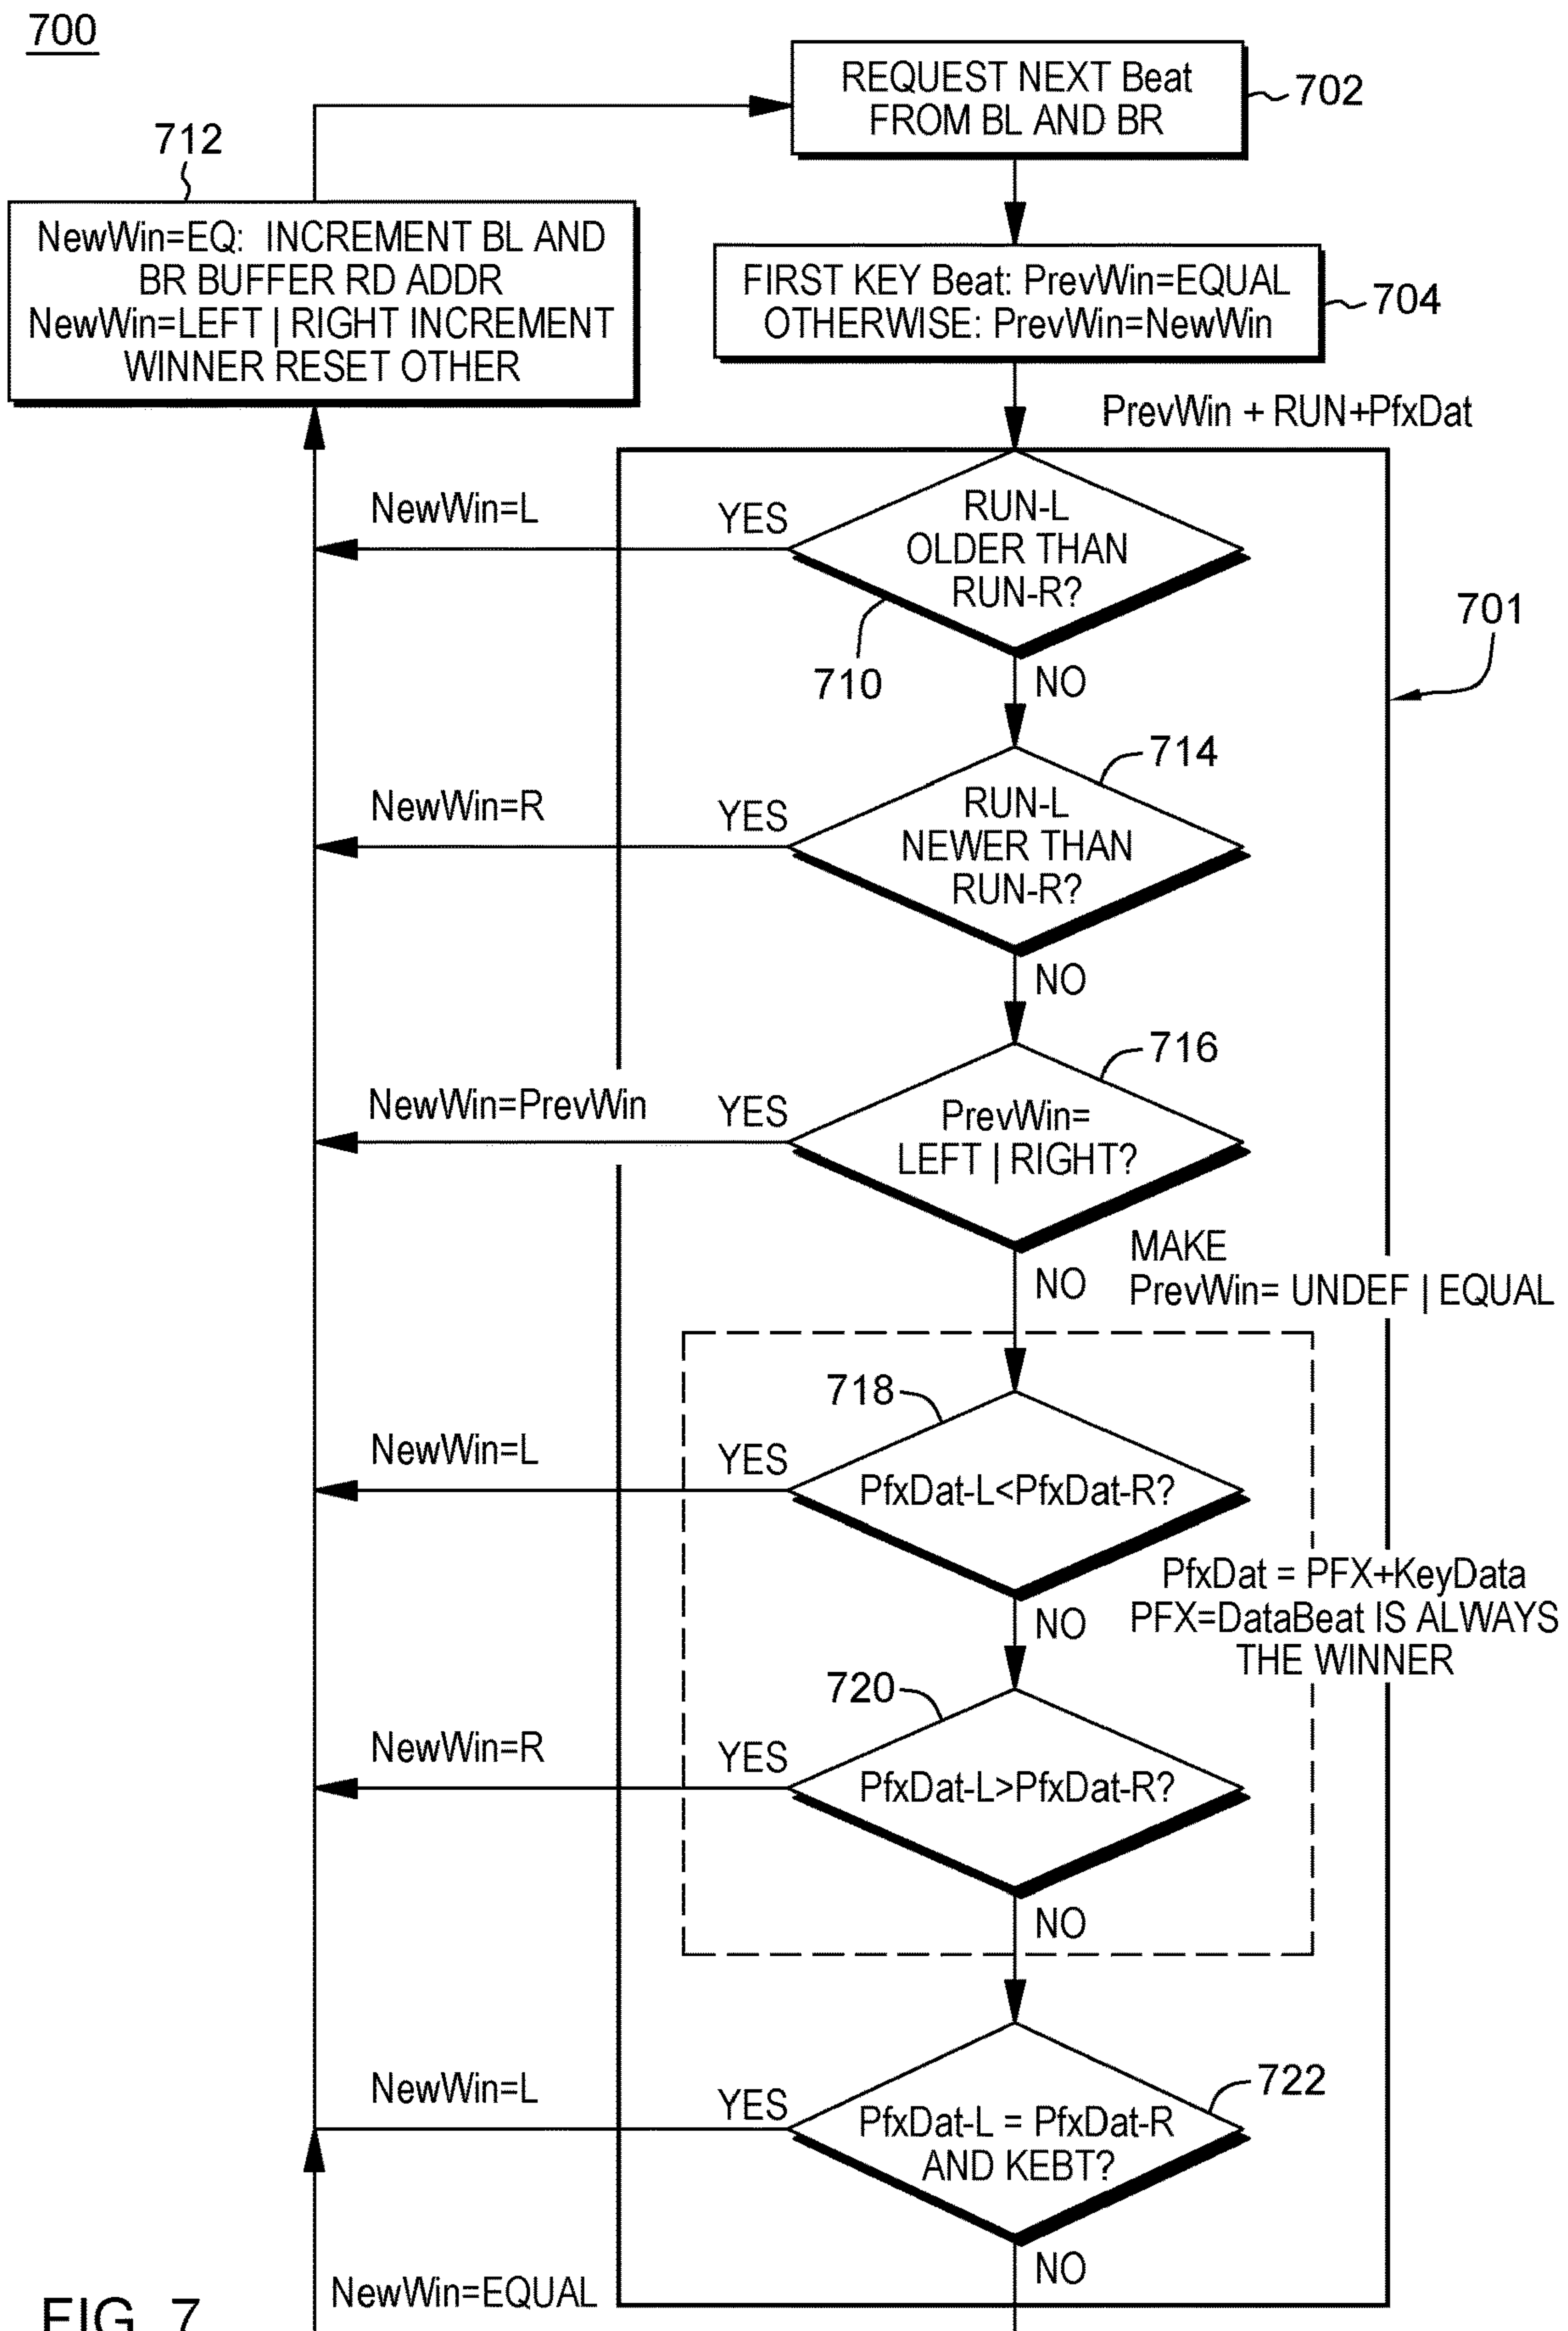 700
REQUEST NEXT Beat
FROM BL AND BR
702
712
NewWin=EQ: INCREMENT BL AND
BR BUFFER RD ADDR
NewWin=LEFT | RIGHT INCREMENT
WINNER RESET OTHER
FIRST KEY Beat: PrevWin=EQUAL
OTHERWISE: PrevWin=NewWin
704
PrevWin + RUN+PfxDat
NewWin=L
YES
RUN-L
OLDER THAN
RUN-R?
710
NO
701
714
NewWin=R
YES
RUN-L
NEWER THAN
RUN-R?
NO
716
NewWin=PrevWin
YES
PrevWin=
LEFT | RIGHT?
NO
MAKE
PrevWin= UNDEF | EQUAL
718
NewWin=L
YES
PfxDat-L<PfxDat-R?
NO
PfxDat = PFX+KeyData
PFX=DataBeat IS ALWAYS
THE WINNER
720
NewWin=R
YES
PfxDat-L>PfxDat-R?
NO
722
NewWin=L
YES
PfxDat-L = PfxDat-R
AND KEBT?
NO
NewWin=EQUAL
FIG. 7